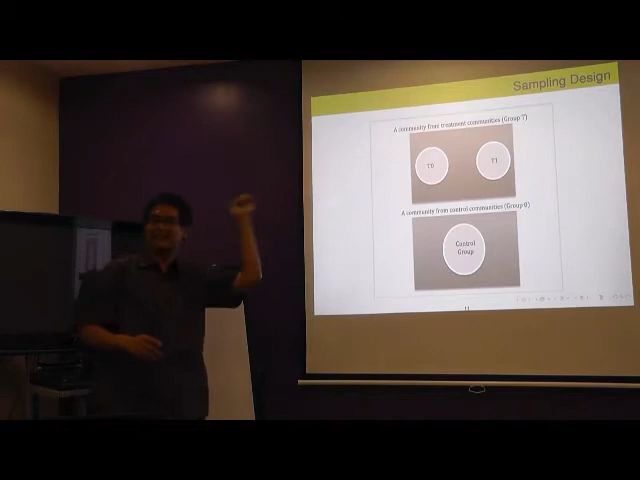 Sampling Design
A community from treatment communities (Group T)
T0
T1
A community from control communities (Group 0)
Control
Group